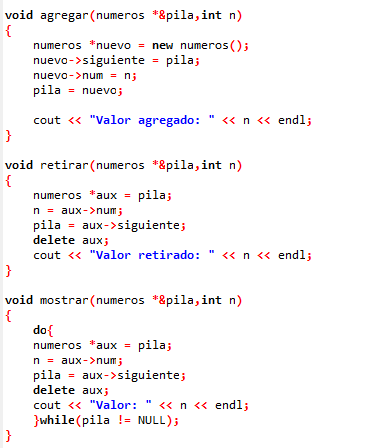 void agregar(numeros *&pila,int n)
{
    numeros *nuevo = new numeros();
    nuevo->siguiente = pila;
    nuevo->num = n;
    pila = nuevo;

    cout << "Valor agregado: " << n << endl;
}

void retirar(numeros *&pila,int n)
{
    numeros *aux = pila;
    n = aux->num;
    pila = aux->siguiente;
    delete aux;
    cout << "Valor retirado: " << n << endl;
}

void mostrar(numeros *&pila,int n)
{
    do{
    numeros *aux = pila;
    n = aux->num;
    pila = aux->siguiente;
    delete aux;
    cout << "Valor: " << n << endl;
    }while(pila != NULL);
}